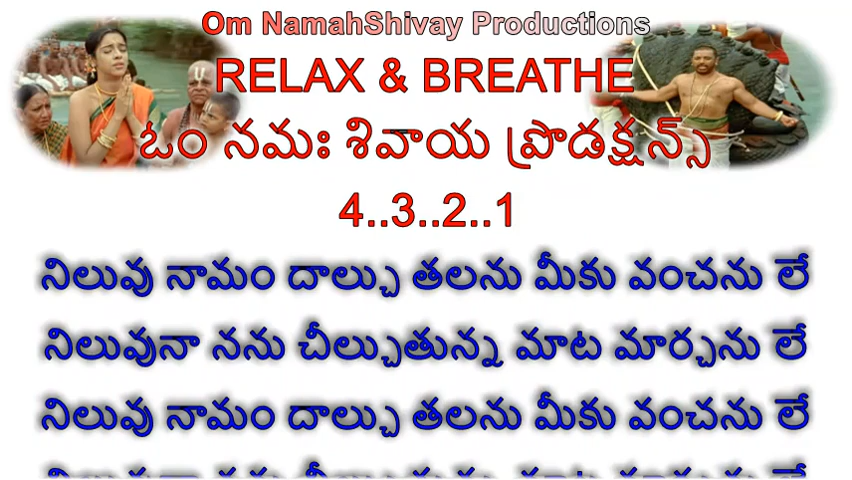 Om NamahShivay Productions
RELAX & BREATHE
ఓం నమః శివాయ ప్రొడక్షన్స్
4..3..2..1
నిలువు నామం దాల్చు తలను మీకు వంచను లే
నిలువునా నను చీల్చుతున్న మాట మార్చను లే
నిలువు నామం దాల్చు తలను మీకు వంచను లే